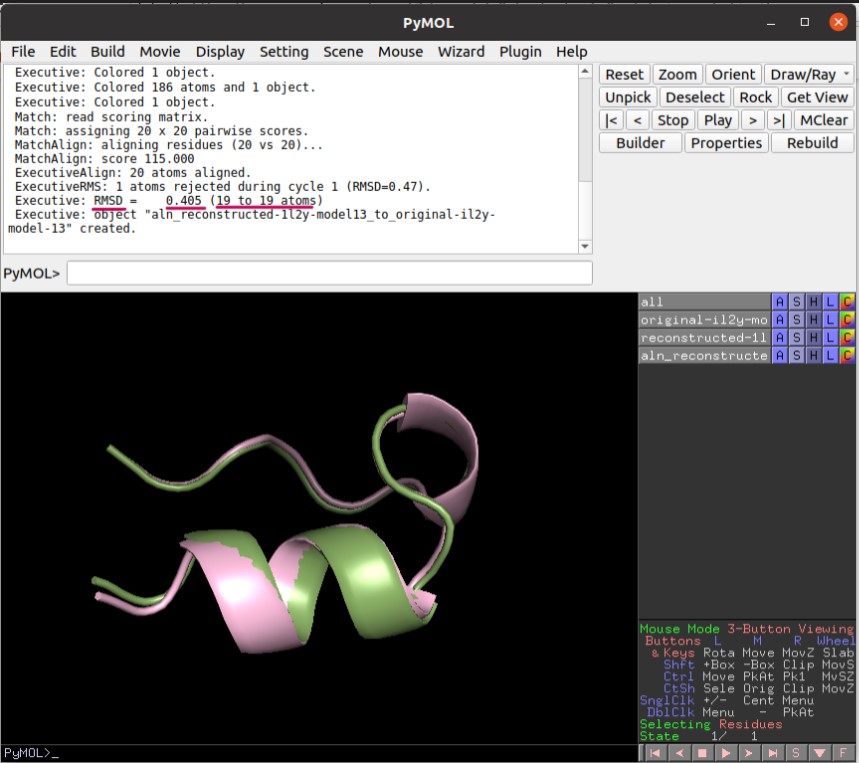 PyMOL
File Edit Build Movie Display Setting Scene Mouse Wizard Plugin Help
Executive: Colored 1 object.
Executive: Colored 186 atoms and 1 object.
Executive: Colored 1 object.
Match: read scoring matrix.
Match: assigning 20 x 20 pairwise scores.
MatchAlign: aligning residues (20 vs 20)...
MatchAlign: score 115.000
ExecutiveAlign: 20 atoms aligned.
ExecutiveRMS: 1 atoms rejected during cycle 1 (RMSD=0.47).
Executive: RMSD = 0.405 (19 to 19 atoms)
Executive: object "aln_reconstructed-1l2y-model13_to_original-il2y-
model-13" created.
Reset Zoom Orient Draw/Ray
Unpick Deselect Rock Get View
|< < Stop Play > >| MClear
Builder Properties Rebuild
PyMOL>
all A S H L C
original-il2y-mo A S H L C
reconstructed-1l A S H L C
aln_reconstructe A S H L C
Mouse Mode 3-Button Viewing
Buttons L M R Wheel
& Keys Rota Move MovZ Slab
Shft +Box -Box Clip MovS
Ctrl Move PkAt Pk1 MvSZ
CtSh Sele Orig Clip MovZ
SnglClk +/- Cent Menu
DblClk Menu - PkAt
Selecting Residues
State 1/ 1
PyMOL>_
S F